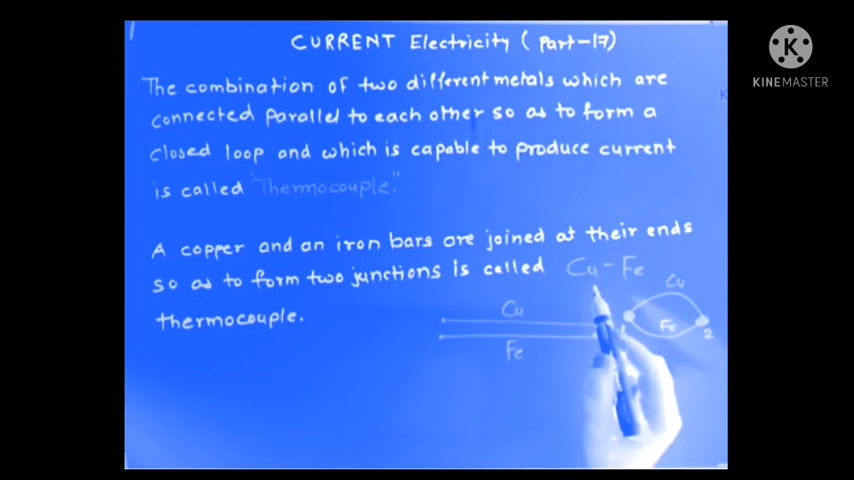 CURRENT Electricity (Part-17)
The combination of two different metals which are
connected parallel to each other so as to form a
closed loop and which is capable to produce current
is called "Thermocouple."
A copper and an iron bars are joined at their ends
so as to form two junctions is called Cu-Fe
thermocouple.
Cu
Fe
Cu
Fe
1
2
K
KINEMASTER